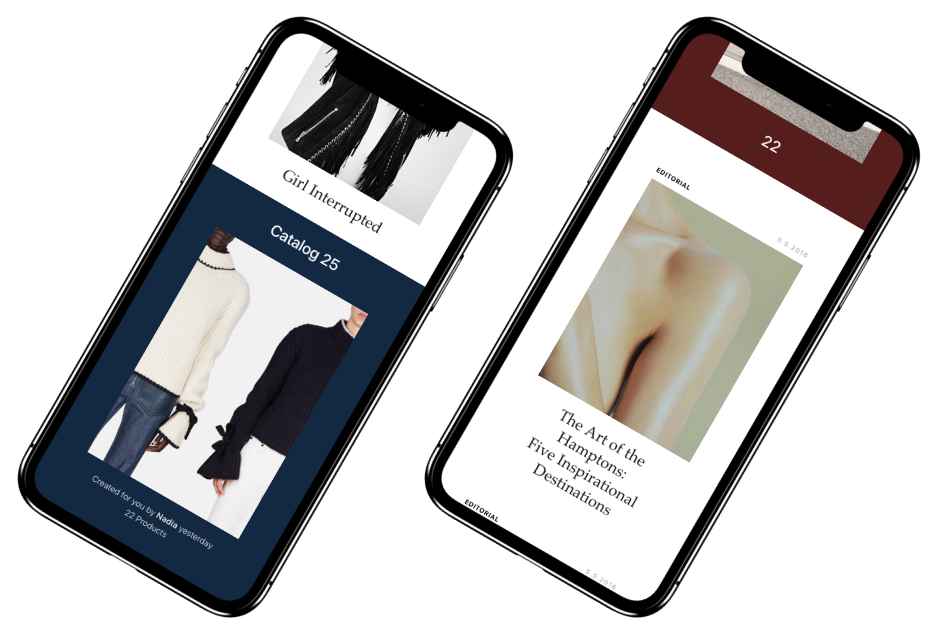 Girl Interrupted
Catalog 25
Created for you by Nadia yesterday
22 Products
22
EDITORIAL
5.5.2018
The Art of the
Hamptons:
Five Inspirational
Destinations
EDITORIAL
5.5.2018